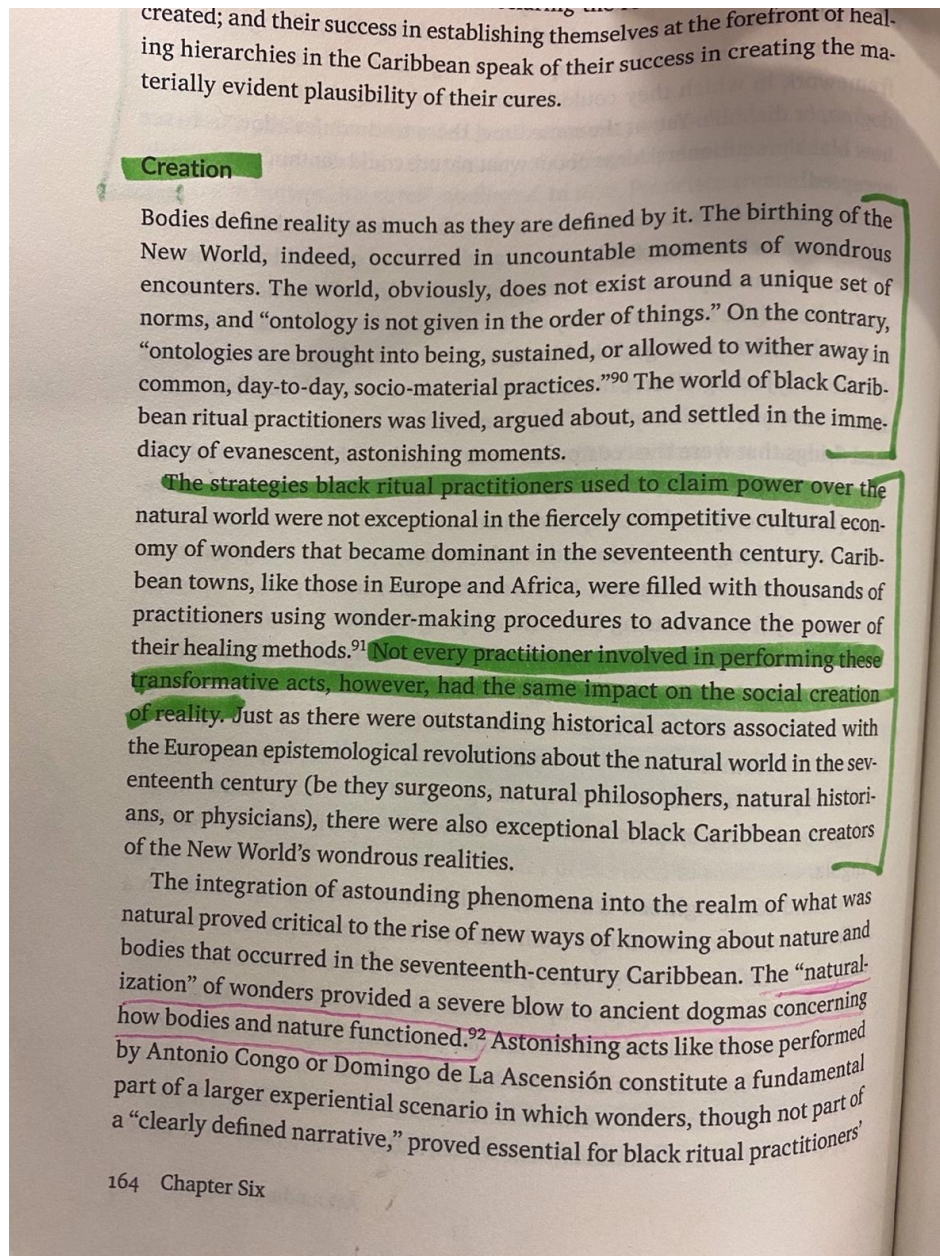 created; and their success in establishing themselves at the forefront of heal-
ing hierarchies in the Caribbean speak of their success in creating the ma-
terially evident plausibility of their cures.
Creation
Bodies define reality as much as they are defined by it. The birthing of the
New World, indeed, occurred in uncountable moments of wondrous
encounters. The world, obviously, does not exist around a unique set of
norms, and “ontology is not given in the order of things.” On the contrary,
“ontologies are brought into being, sustained, or allowed to wither away in
common, day-to-day, socio-material practices.”90 The world of black Carib-
bean ritual practitioners was lived, argued about, and settled in the imme-
diacy of evanescent, astonishing moments.
The strategies black ritual practitioners used to claim power over the
natural world were not exceptional in the fiercely competitive cultural econ-
omy of wonders that became dominant in the seventeenth century. Carib-
bean towns, like those in Europe and Africa, were filled with thousands of
practitioners using wonder-making procedures to advance the power of
their healing methods.91 Not every practitioner involved in performing these
transformative acts, however, had the same impact on the social creation
of reality. Just as there were outstanding historical actors associated with
the European epistemological revolutions about the natural world in the sev-
enteenth century (be they surgeons, natural philosophers, natural histori-
ans, or physicians), there were also exceptional black Caribbean creators
of the New World’s wondrous realities.
The integration of astounding phenomena into the realm of what was
natural proved critical to the rise of new ways of knowing about nature and
bodies that occurred in the seventeenth-century Caribbean. The “natural-
ization” of wonders provided a severe blow to ancient dogmas concerning
how bodies and nature functioned.92 Astonishing acts like those performed
by Antonio Congo or Domingo de La Ascensión constitute a fundamental
part of a larger experiential scenario in which wonders, though not part of
a “clearly defined narrative,” proved essential for black ritual practitioners’
164 Chapter Six